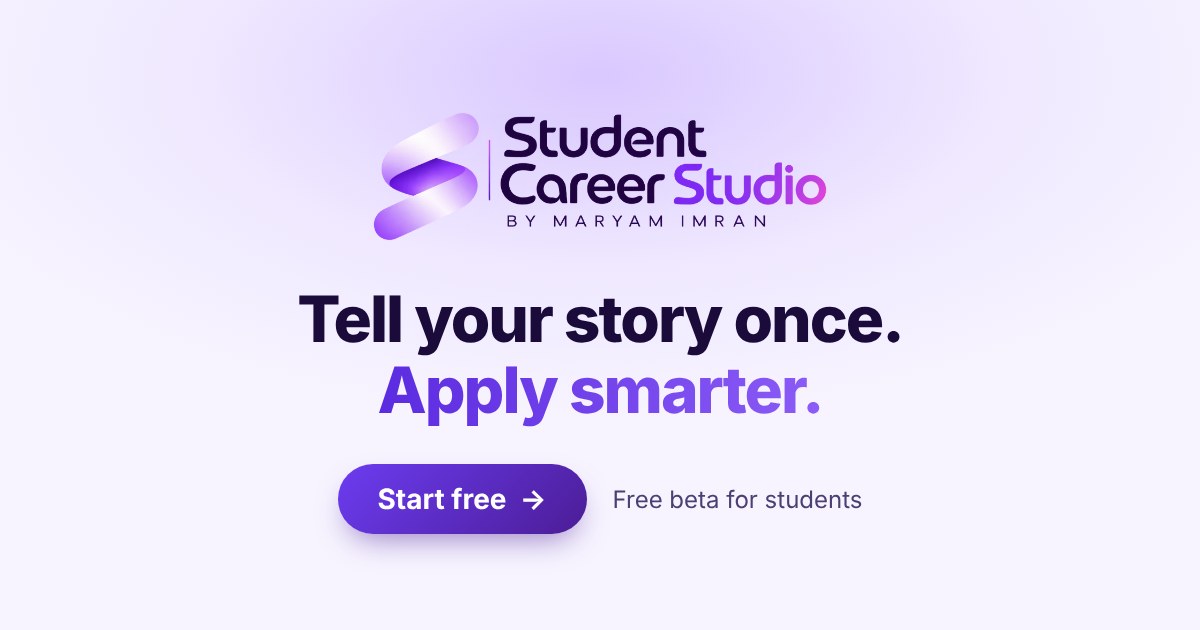 Student
Career Studio
BY MARYAM IMRAN
Tell your story once.
Apply smarter.
Start free →
Free beta for students